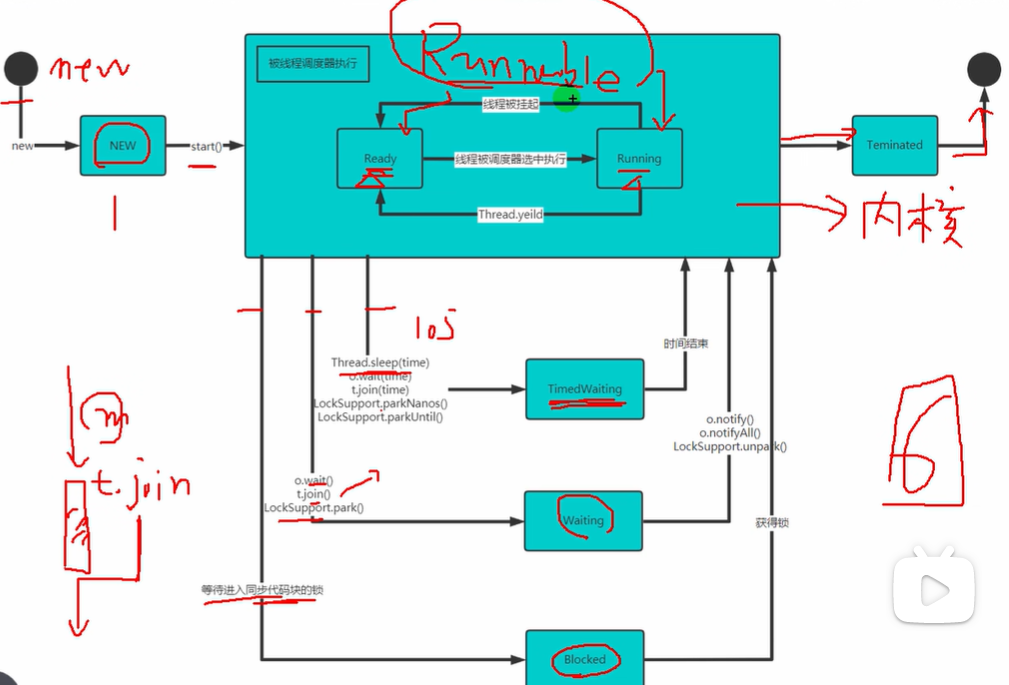 new
Runnable
被线程调度器执行
线程被挂起
new
NEW
start()
Ready
线程被调度器选中执行
Running
Teminated
1
Thread.yeild
内核
10s
Thread.sleep(time)
o.wait(time)
t.join(time)
LockSupport.parkNanos()
LockSupport.parkUntil()
TimedWaiting
时间结束
m
t.join
o.wait()
t.join()
LockSupport.park()
Waiting
o.notify()
o.notifyAll()
LockSupport.unpark()
6
获得锁
等待进入同步代码块的锁
Blocked